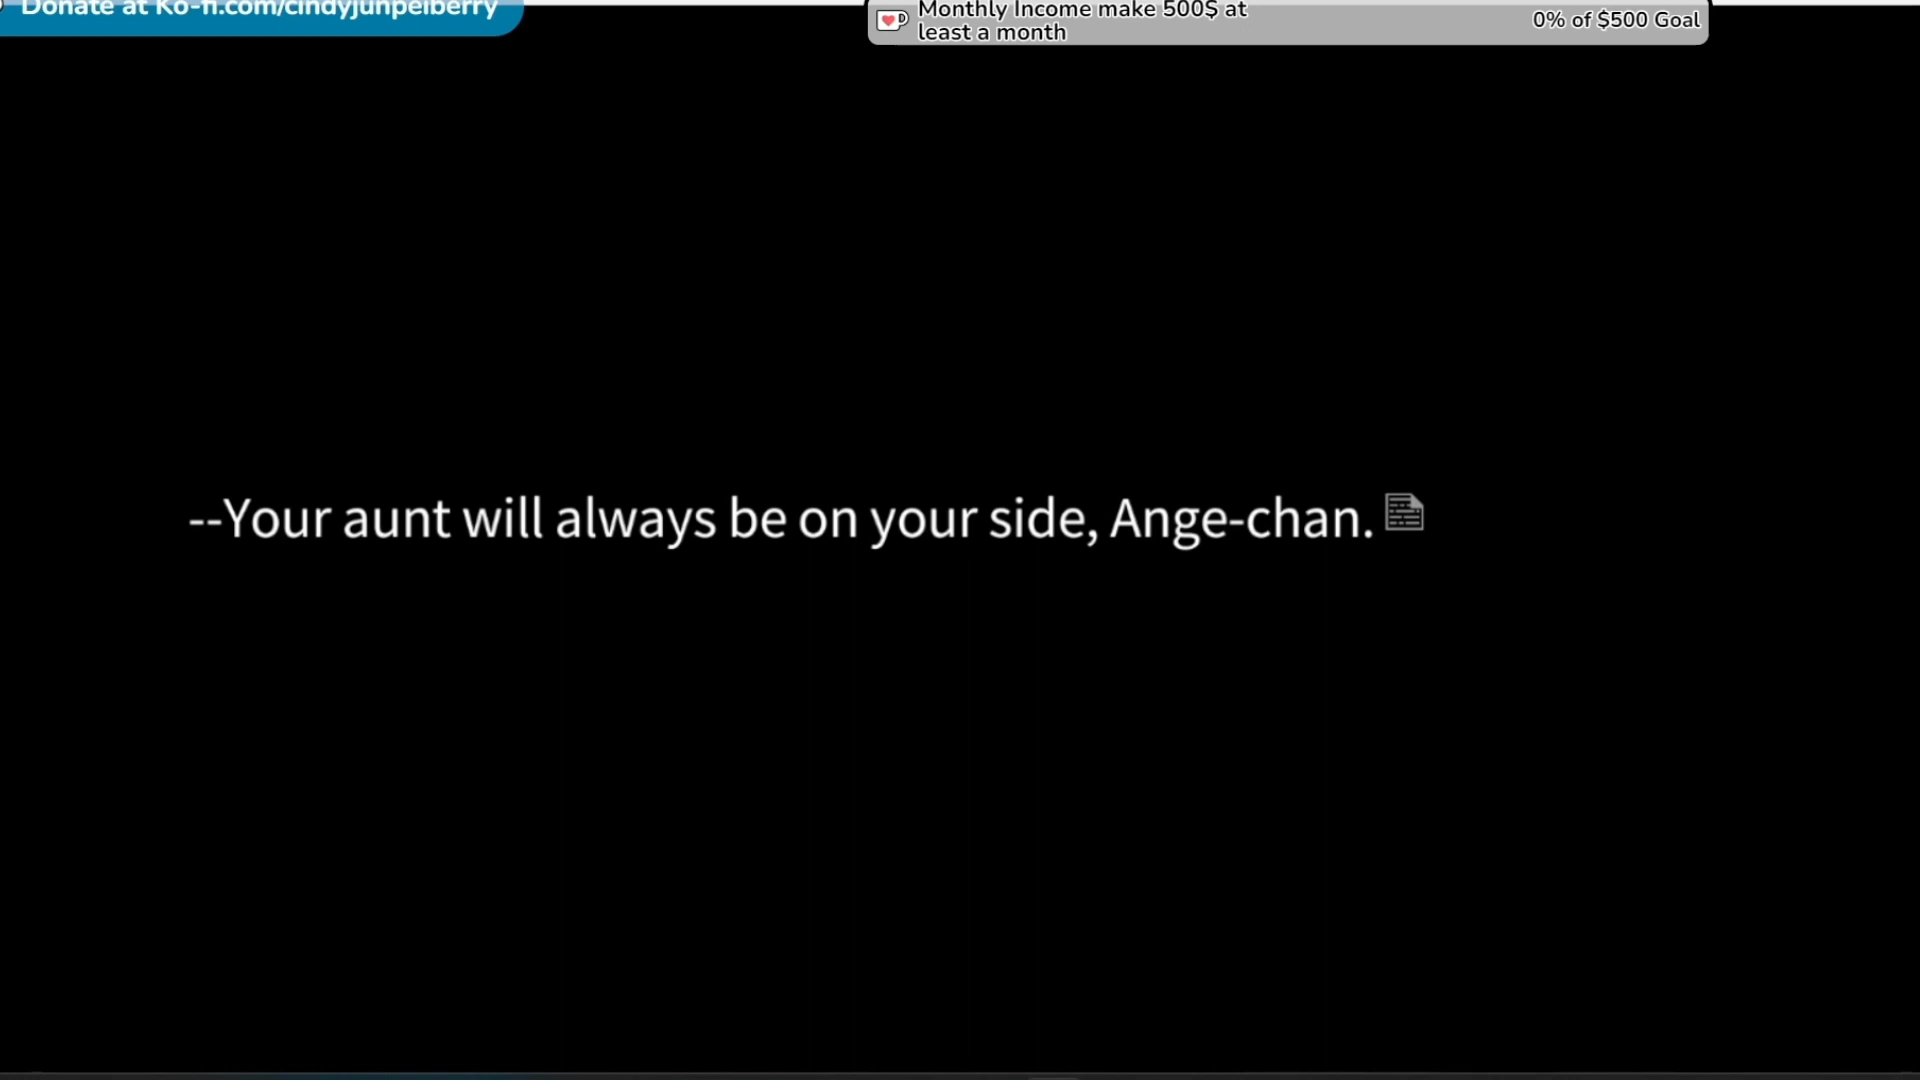 Donate at Ko-fi.com/cindyjunpeiberry
Monthly Income make 500$ at
least a month
0% of $500 Goal
--Your aunt will always be on your side, Ange-chan.